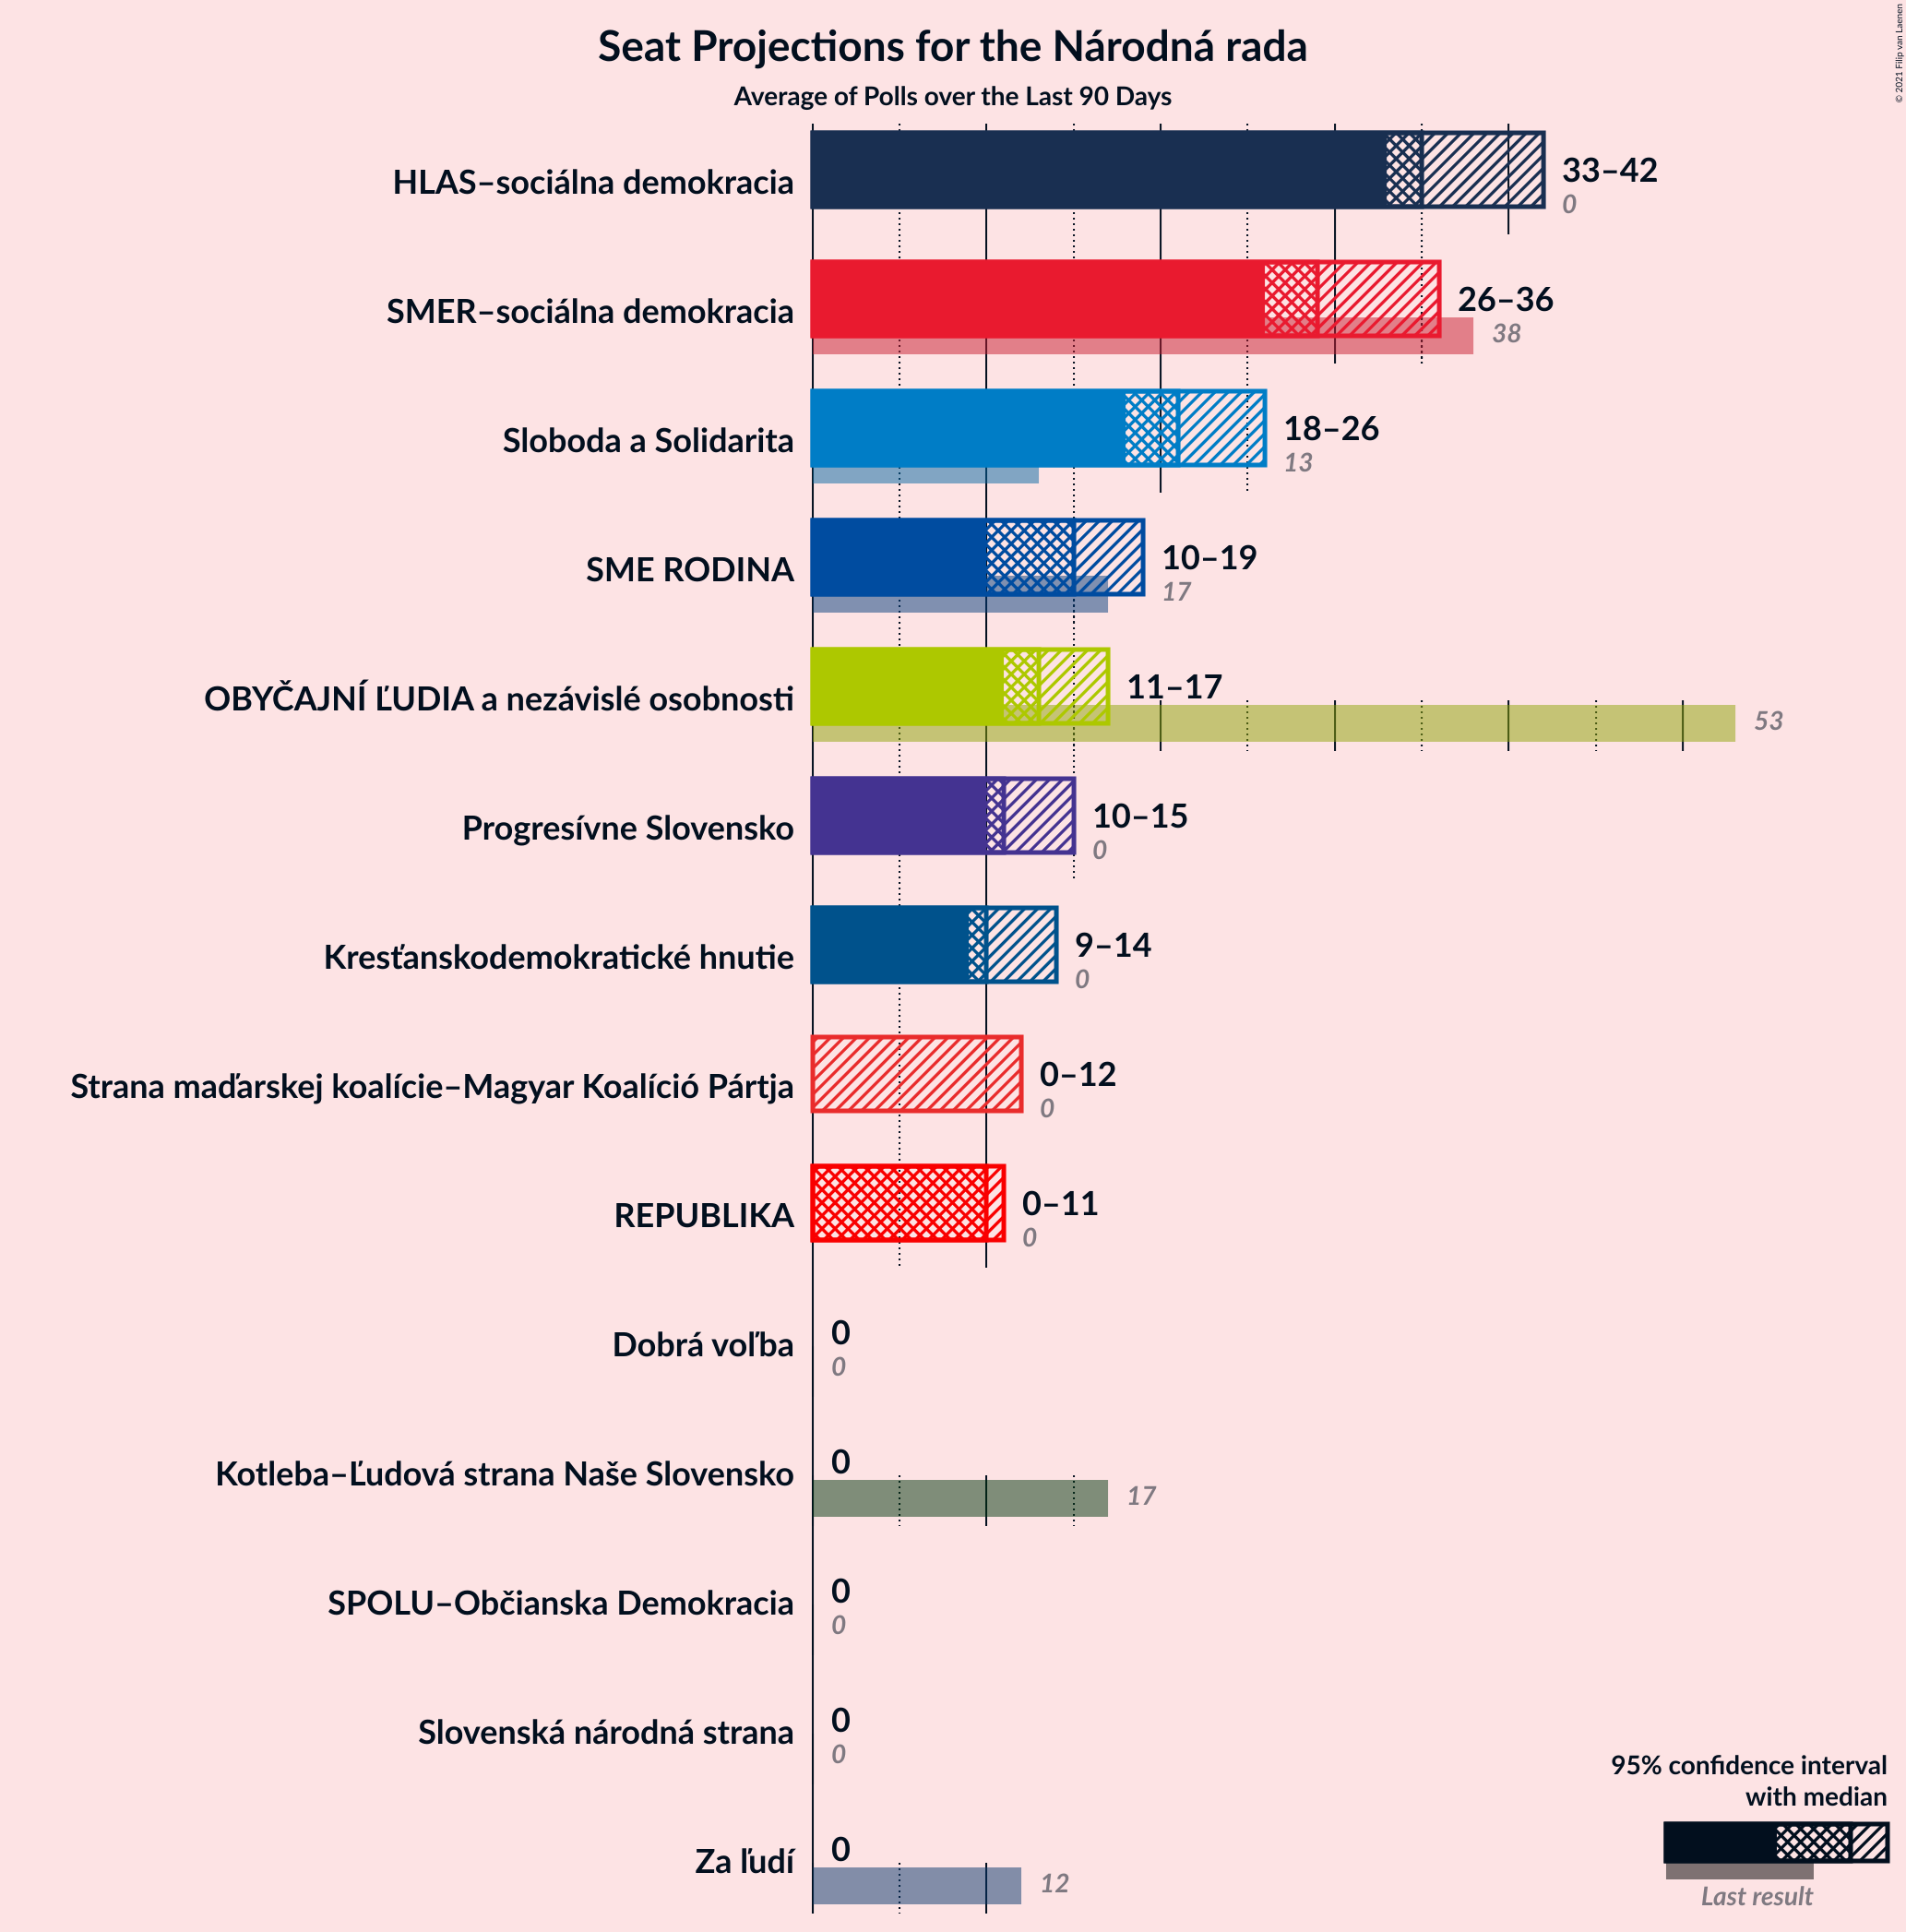 © 2021 Filip van Laenen
Seat Projections for the Národná rada
Average of Polls over the Last 90 Days
HLAS–sociálna demokracia
33–42
0
SMER–sociálna demokracia
26–36
38
Sloboda a Solidarita
18–26
13
SME RODINA
10–19
17
OBYČAJNÍ ĽUDIA a nezávislé osobnosti
11–17
53
Progresívne Slovensko
10–15
0
Kresťanskodemokratické hnutie
9–14
0
Strana maďarskej koalície–Magyar Koalíció Pártja
0–12
0
REPUBLIKA
0–11
0
Dobrá voľba
0
0
Kotleba–Ľudová strana Naše Slovensko
0
17
SPOLU–Občianska Demokracia
0
0
Slovenská národná strana
0
0
Za ľudí
0
12
95% confidence interval
with median
Last result